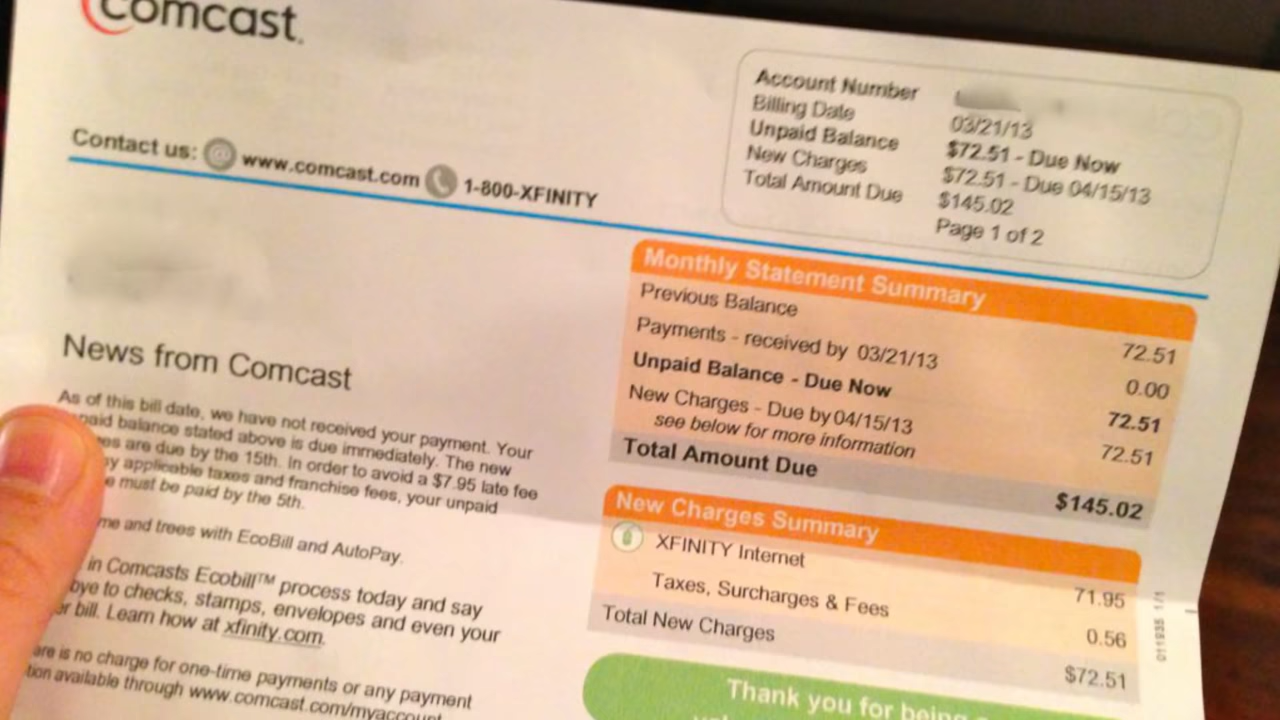 comcast.
Contact us: @ www.comcast.com 1-800-XFINITY
Account Number
Billing Date 03/21/13
Unpaid Balance $72.51 - Due Now
New Charges $72.51 - Due 04/15/13
Total Amount Due $145.02
Page 1 of 2
News from Comcast
As of this bill date, we have not received your payment. Your
paid balance stated above is due immediately. The new
es are due by the 15th. In order to avoid a $7.95 late fee
y applicable taxes and franchise fees, your unpaid
e must be paid by the 5th.
me and trees with EcoBill and AutoPay.
in Comcasts Ecobill™ process today and say
bye to checks, stamps, envelopes and even your
er bill. Learn how at xfinity.com.
ere is no charge for one-time payments or any payment
tion available through www.comcast.com/myaccount
Monthly Statement Summary
Previous Balance 72.51
Payments - received by 03/21/13 0.00
Unpaid Balance - Due Now 72.51
New Charges - Due by 04/15/13 72.51
see below for more information
Total Amount Due $145.02
New Charges Summary
XFINITY Internet 71.95
Taxes, Surcharges & Fees 0.56
Total New Charges $72.51
Thank you for being
011935 1/1